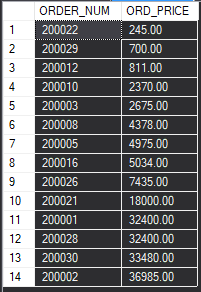 ORDER_NUM ORD_PRICE
1 200022 245.00
2 200029 700.00
3 200012 811.00
4 200010 2370.00
5 200003 2675.00
6 200008 4378.00
7 200005 4975.00
8 200016 5034.00
9 200026 7435.00
10 200021 18000.00
11 200001 32400.00
12 200028 32400.00
13 200030 33480.00
14 200002 36985.00